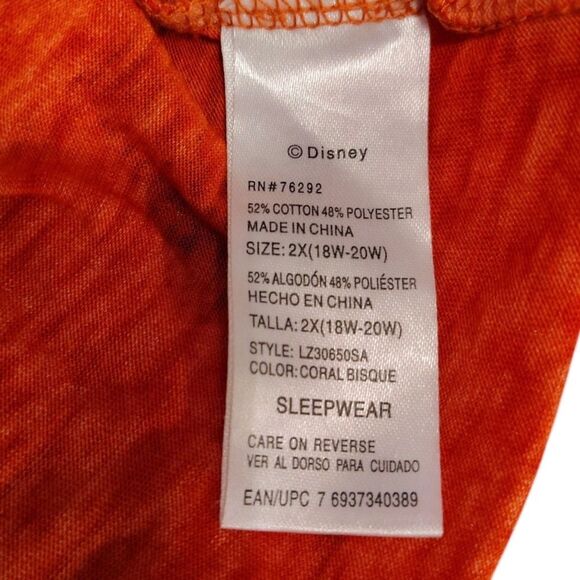 © Disney
RN#76292
52% COTTON 48% POLYESTER
MADE IN CHINA
SIZE: 2X(18W-20W)
52% ALGODÓN 48% POLIÉSTER
HECHO EN CHINA
TALLA: 2X(18W-20W)
STYLE: LZ30650SA
COLOR: CORAL BISQUE
SLEEPWEAR
CARE ON REVERSE
VER AL DORSO PARA CUIDADO
EAN/UPC 7 6937340389